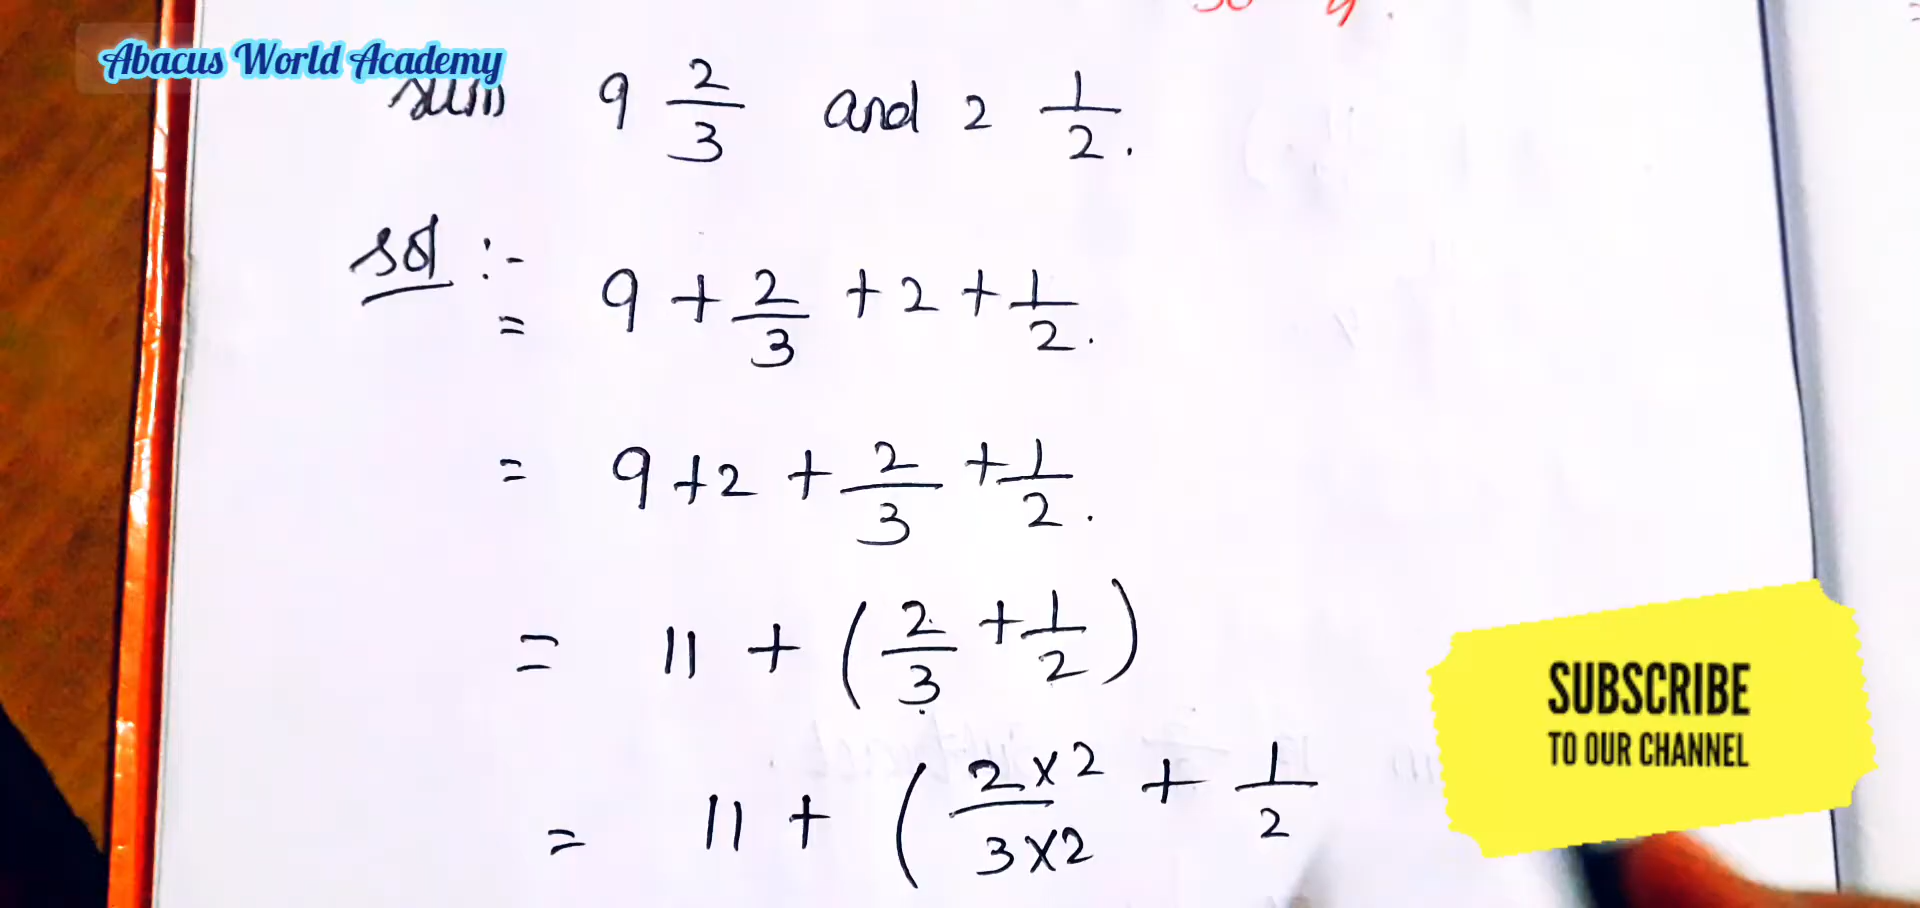 Abacus World Academy
sum 9 2/3 and 2 1/2.
sol :-
= 9 + 2/3 + 2 + 1/2.
= 9 + 2 + 2/3 + 1/2.
= 11 + ( 2/3 + 1/2 )
= 11 + ( 2 x 2 / 3 x 2 + 1/2
SUBSCRIBE
TO OUR CHANNEL